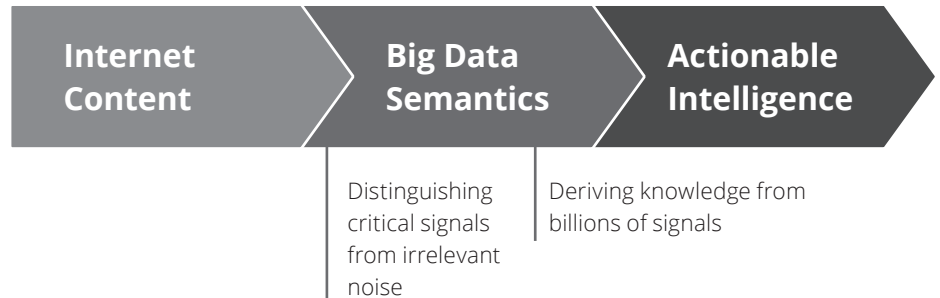 Internet
Content
Big Data
Semantics
Actionable
Intelligence
Distinguishing
critical signals
from irrelevant
noise
Deriving knowledge from
billions of signals